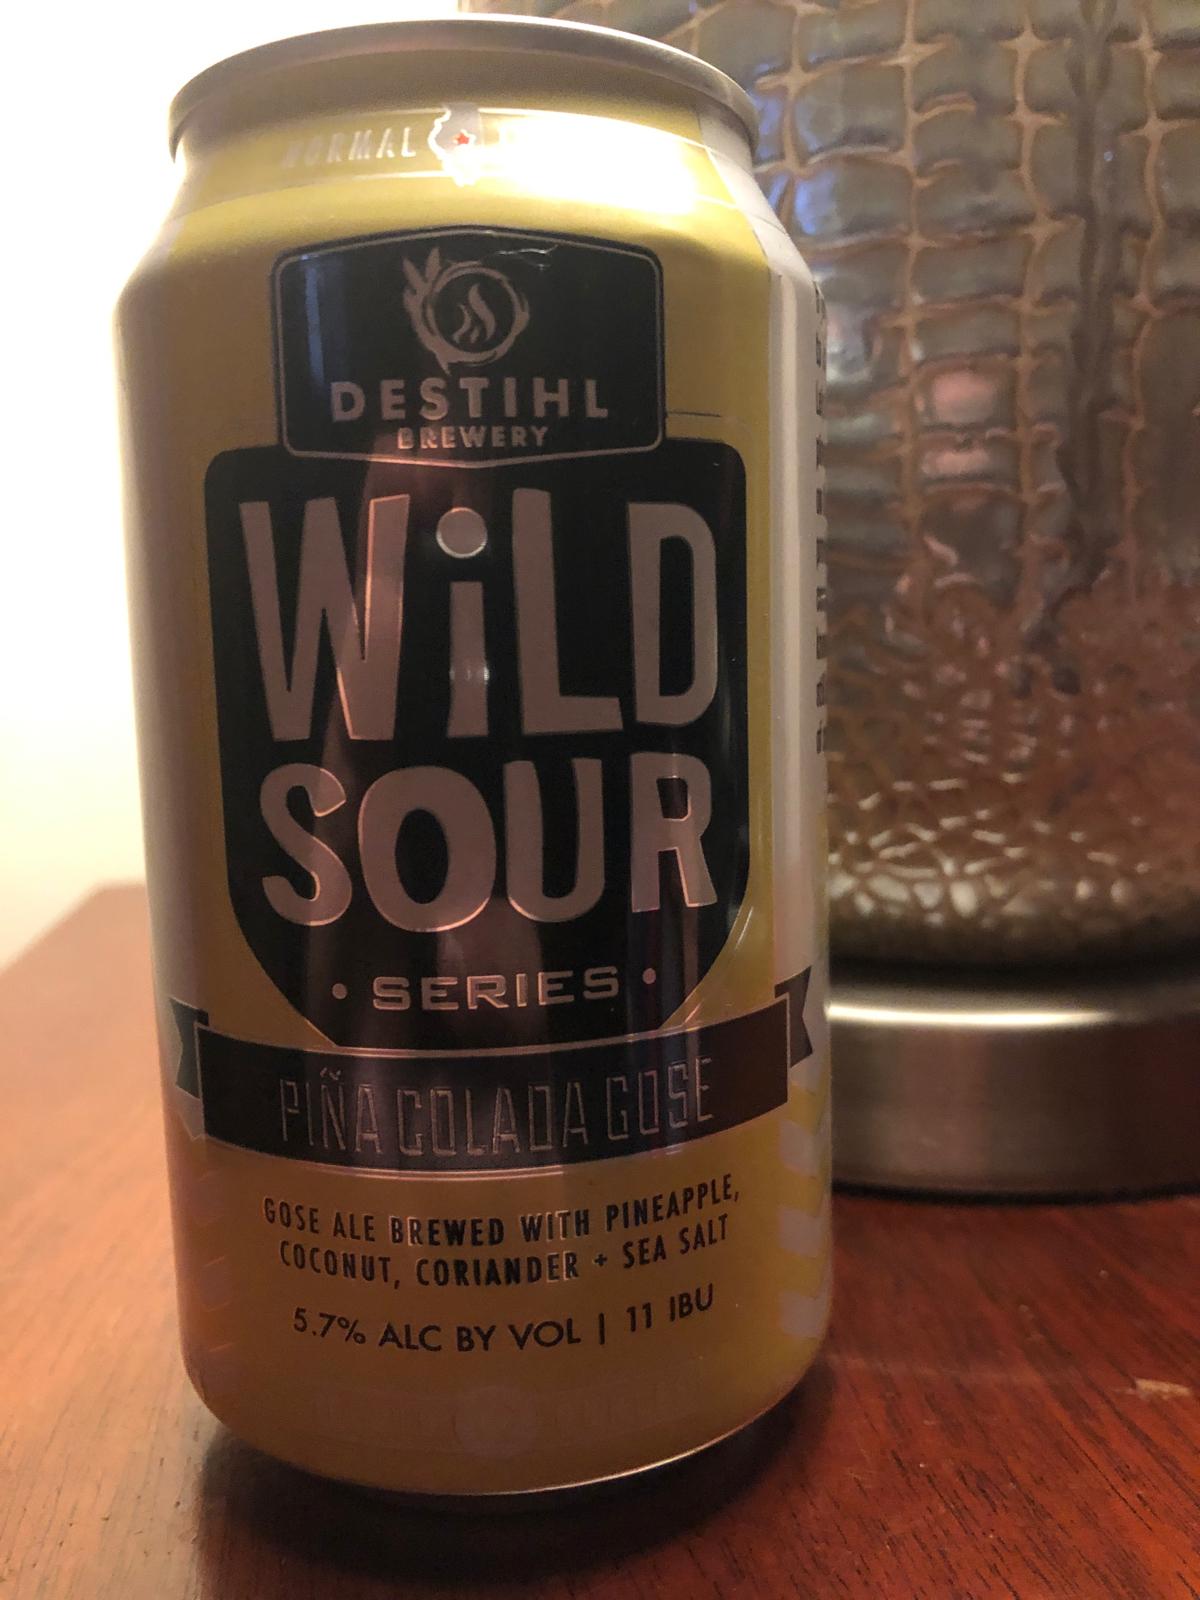 NORMAL
DESTIHL
BREWERY
WiLD
SOUR
• SERIES •
PIÑA COLADA GOSE
GOSE ALE BREWED WITH PINEAPPLE,
COCONUT, CORIANDER + SEA SALT
5.7% ALC BY VOL | 11 IBU